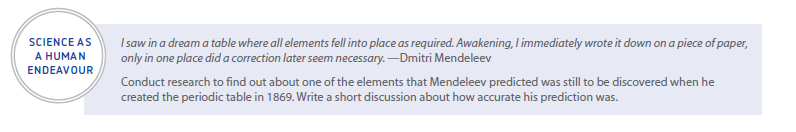 SCIENCE AS
A HUMAN
ENDEAVOUR
I saw in a dream a table where all elements fell into place as required. Awakening, I immediately wrote it down on a piece of paper,
only in one place did a correction later seem necessary. —Dmitri Mendeleev
Conduct research to find out about one of the elements that Mendeleev predicted was still to be discovered when he
created the periodic table in 1869. Write a short discussion about how accurate his prediction was.